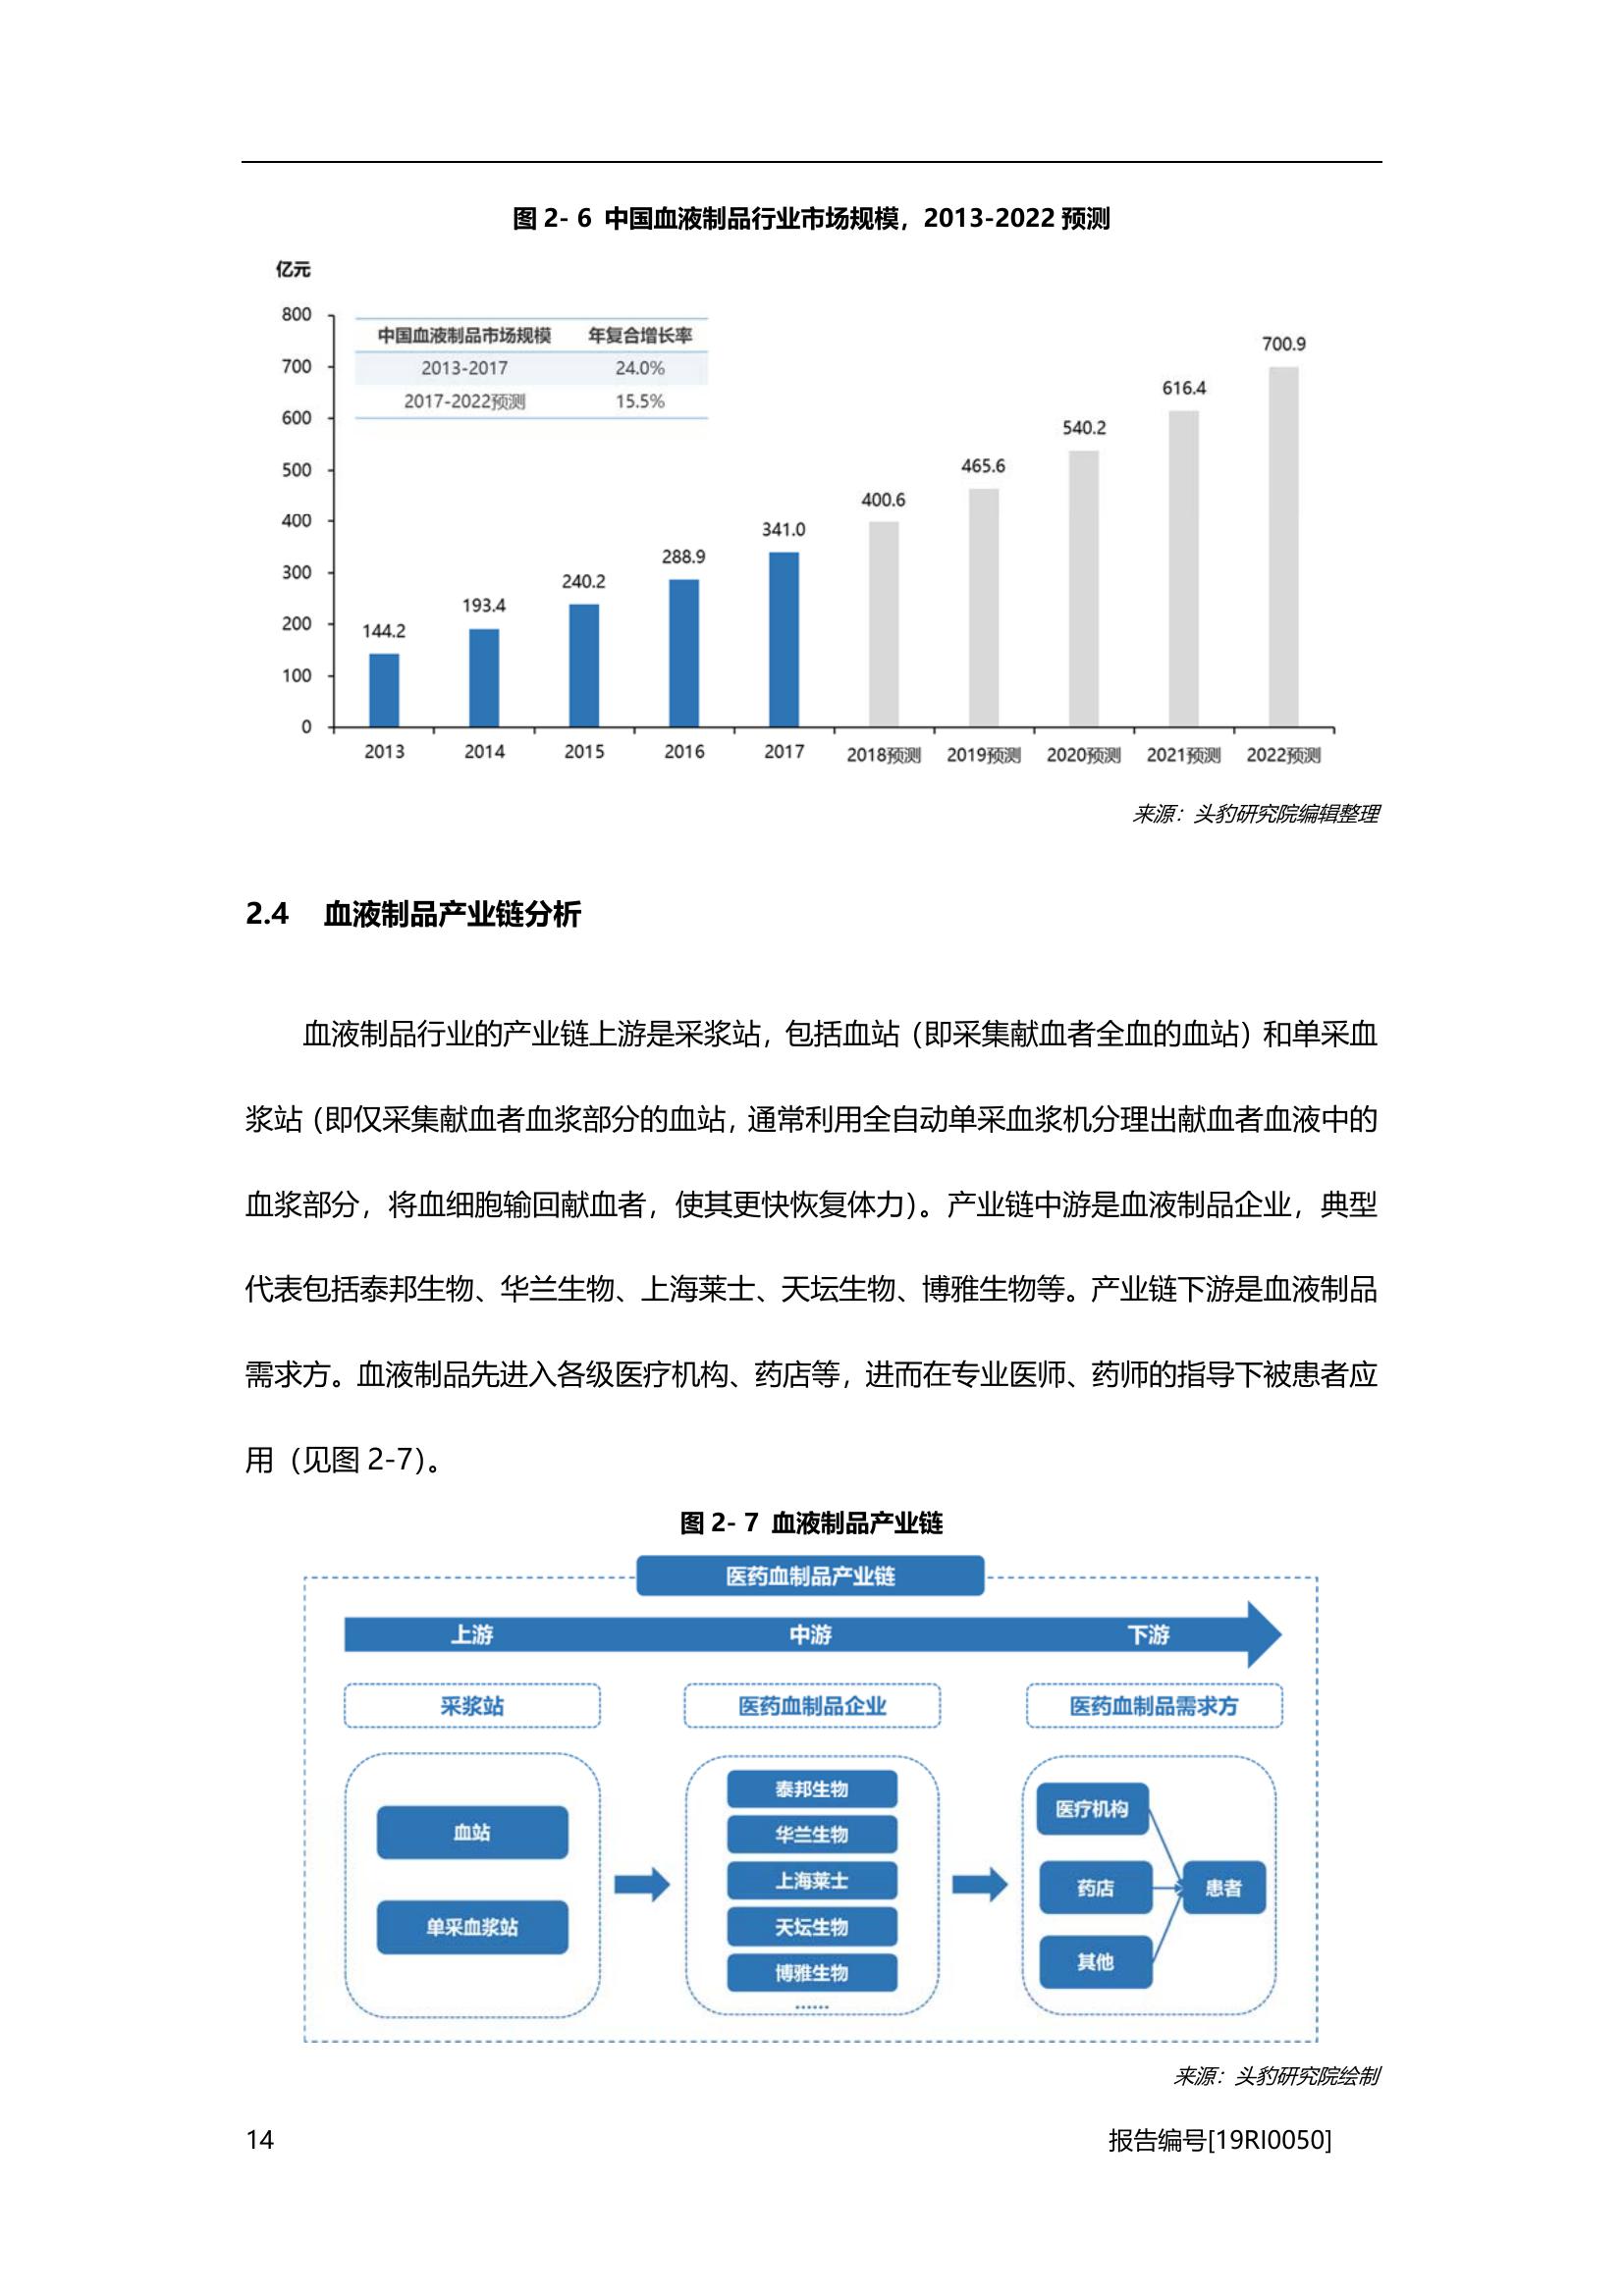 图 2- 6 中国血液制品行业市场规模，2013-2022 预测
亿元
800
700
600
500
400
300
200
100
0
中国血液制品市场规模 年复合增长率
2013-2017 24.0%
2017-2022预测 15.5%
144.2
193.4
240.2
288.9
341.0
400.6
465.6
540.2
616.4
700.9
2013 2014 2015 2016 2017 2018预测 2019预测 2020预测 2021预测 2022预测
来源：头豹研究院编辑整理
2.4 血液制品产业链分析
血液制品行业的产业链上游是采浆站，包括血站（即采集献血者全血的血站）和单采血
浆站（即仅采集献血者血浆部分的血站，通常利用全自动单采血浆机分理出献血者血液中的
血浆部分，将血细胞输回献血者，使其更快恢复体力）。产业链中游是血液制品企业，典型
代表包括泰邦生物、华兰生物、上海莱士、天坛生物、博雅生物等。产业链下游是血液制品
需求方。血液制品先进入各级医疗机构、药店等，进而在专业医师、药师的指导下被患者应
用（见图 2-7）。
图 2- 7 血液制品产业链
医药血制品产业链
上游 中游 下游
采浆站 医药血制品企业 医药血制品需求方
血站
单采血浆站
泰邦生物
华兰生物
上海莱士
天坛生物
博雅生物
……
医疗机构
药店
其他
患者
来源：头豹研究院绘制
14 报告编号[19RI0050]